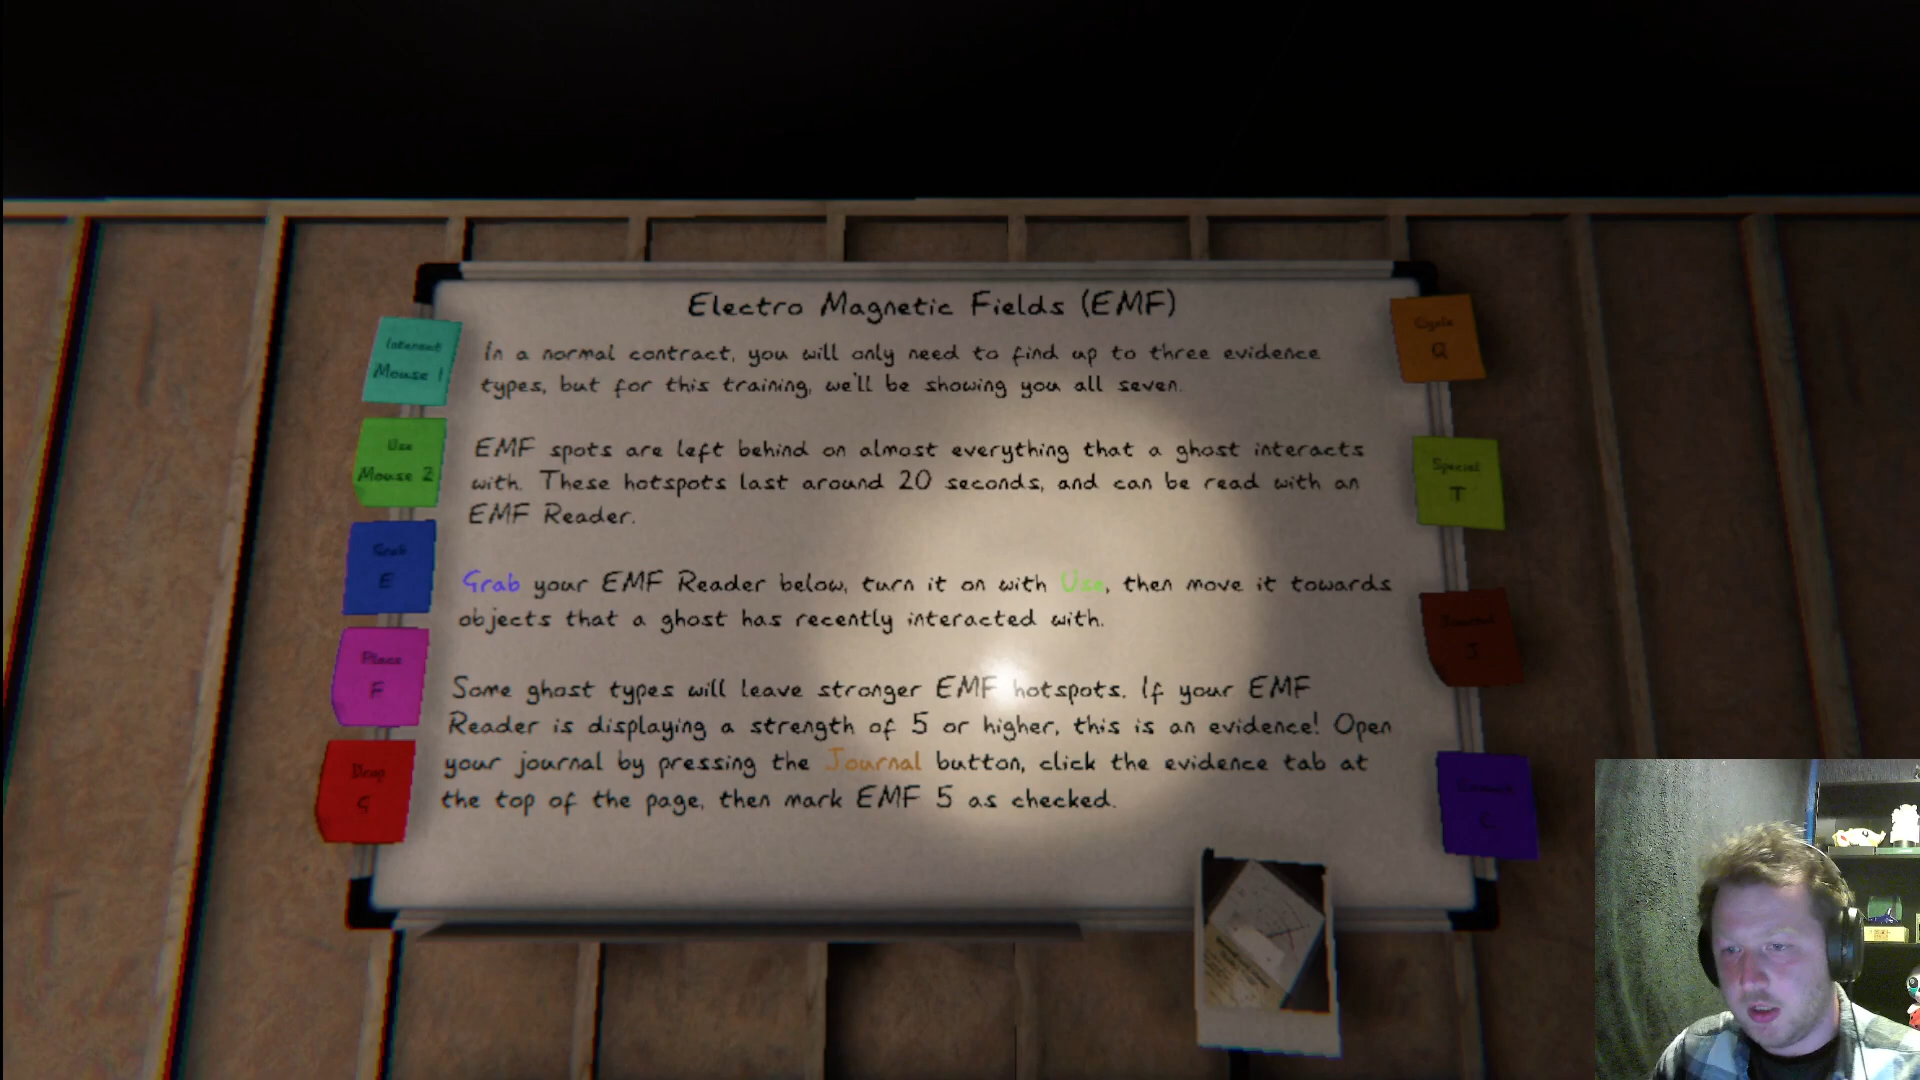 Electro Magnetic Fields (EMF)
In a normal contract, you will only need to find up to three evidence
types, but for this training, we'll be showing you all seven.
EMF spots are left behind on almost everything that a ghost interacts
with. These hotspots last around 20 seconds, and can be read with an
EMF Reader.
Grab your EMF Reader below, turn it on with Use, then move it towards
objects that a ghost has recently interacted with.
Some ghost types will leave stronger EMF hotspots. If your EMF
Reader is displaying a strength of 5 or higher, this is an evidence! Open
your journal by pressing the Journal button, click the evidence tab at
the top of the page, then mark EMF 5 as checked.
Interact
Mouse 1
Use
Mouse 2
Grab
E
Place
F
Drop
G
Cycle
Q
Special
T
Journal
J
Crouch
C